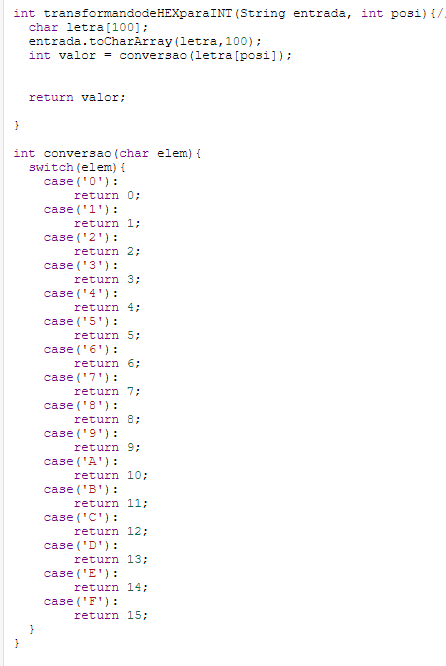 int transformandodeHEXparaINT(String entrada, int posi){/
char letra[100];
entrada.toCharArray(letra,100);
int valor = conversao(letra[posi]);
return valor;
}
int conversao(char elem){
switch(elem){
case('0'):
return 0;
case('1'):
return 1;
case('2'):
return 2;
case('3'):
return 3;
case('4'):
return 4;
case('5'):
return 5;
case('6'):
return 6;
case('7'):
return 7;
case('8'):
return 8;
case('9'):
return 9;
case('A'):
return 10;
case('B'):
return 11;
case('C'):
return 12;
case('D'):
return 13;
case('E'):
return 14;
case('F'):
return 15;
}
}